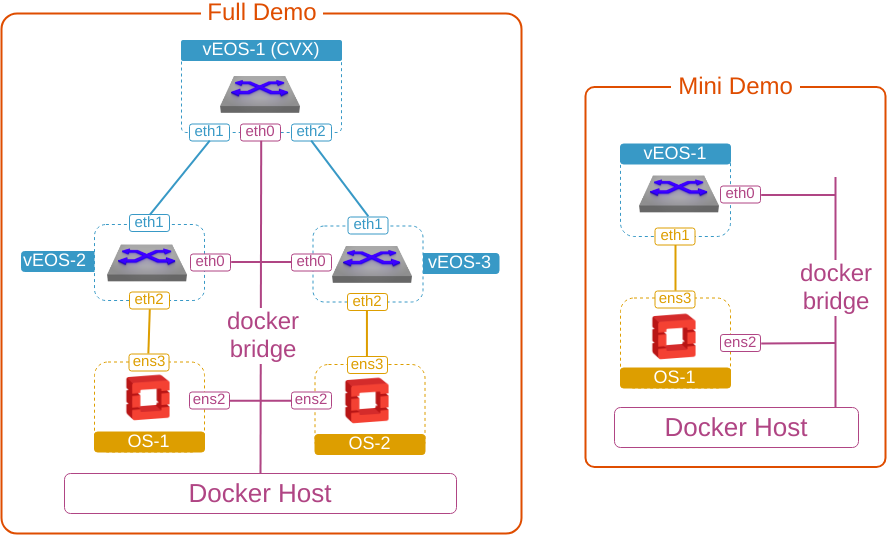 Full Demo
vEOS-1 (CVX)
eth1
eth0
eth2
eth1
eth1
vEOS-2
eth0
eth0
vEOS-3
eth2
eth2
docker
bridge
ens3
ens3
ens2
ens2
OS-1
OS-2
Docker Host
Mini Demo
vEOS-1
eth0
eth1
docker
bridge
ens3
ens2
OS-1
Docker Host